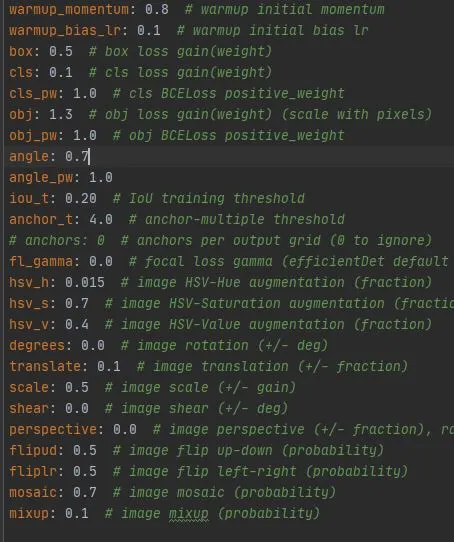 warmup_momentum: 0.8  # warmup initial momentum
warmup_bias_lr: 0.1  # warmup initial bias lr
box: 0.5  # box loss gain(weight)
cls: 0.1  # cls loss gain(weight)
cls_pw: 1.0  # cls BCELoss positive_weight
obj: 1.3  # obj loss gain(weight) (scale with pixels)
obj_pw: 1.0  # obj BCELoss positive_weight
angle: 0.7
angle_pw: 1.0
iou_t: 0.20  # IoU training threshold
anchor_t: 4.0  # anchor-multiple threshold
# anchors: 0  # anchors per output grid (0 to ignore)
fl_gamma: 0.0  # focal loss gamma (efficientDet default
hsv_h: 0.015  # image HSV-Hue augmentation (fraction)
hsv_s: 0.7  # image HSV-Saturation augmentation (fractio
hsv_v: 0.4  # image HSV-Value augmentation (fraction)
degrees: 0.0  # image rotation (+/- deg)
translate: 0.1  # image translation (+/- fraction)
scale: 0.5  # image scale (+/- gain)
shear: 0.0  # image shear (+/- deg)
perspective: 0.0  # image perspective (+/- fraction), ra
flipud: 0.5  # image flip up-down (probability)
fliplr: 0.5  # image flip left-right (probability)
mosaic: 0.7  # image mosaic (probability)
mixup: 0.1  # image mixup (probability)